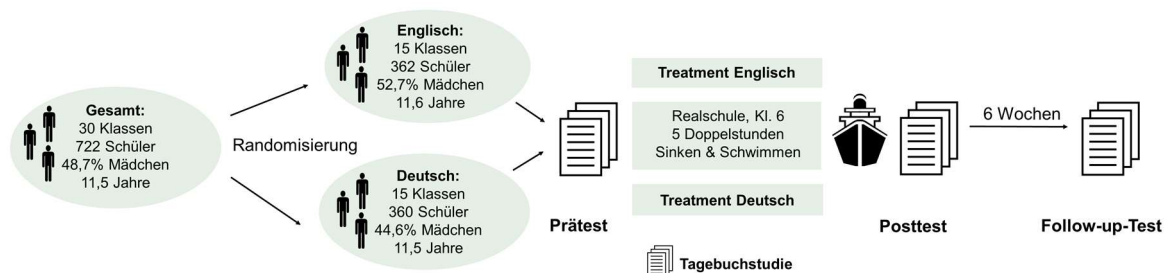 Gesamt:
30 Klassen
722 Schüler
48,7% Mädchen
11,5 Jahre
Randomisierung
Englisch:
15 Klassen
362 Schüler
52,7% Mädchen
11,6 Jahre
Deutsch:
15 Klassen
360 Schüler
44,6% Mädchen
11,5 Jahre
Prätest
Treatment Englisch
Realschule, Kl. 6
5 Doppelstunden
Sinken & Schwimmen
Treatment Deutsch
Tagebuchstudie
Posttest
6 Wochen
Follow-up-Test